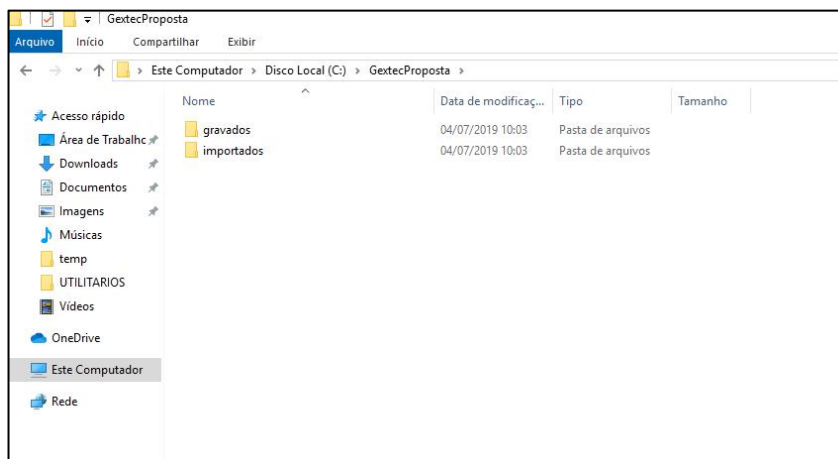 GextecProposta
Arquivo Início Compartilhar Exibir
Este Computador > Disco Local (C:) > GextecProposta >
Nome Data de modificaç... Tipo Tamanho
Acesso rápido
Área de Trabalhc
Downloads
Documentos
Imagens
Músicas
temp
UTILITARIOS
Vídeos
OneDrive
Este Computador
Rede
gravados 04/07/2019 10:03 Pasta de arquivos
importados 04/07/2019 10:03 Pasta de arquivos